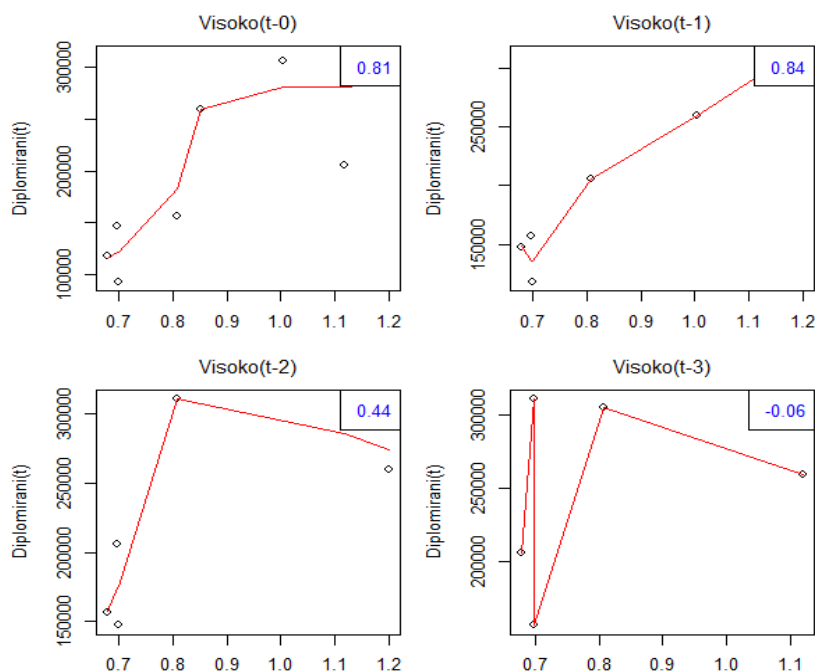 Visoko(t-0)
0.81
Diplomirani(t)
300000
200000
100000
0.7 0.8 0.9 1.0 1.1 1.2
Visoko(t-1)
0.84
Diplomirani(t)
250000
150000
0.7 0.8 0.9 1.0 1.1 1.2
Visoko(t-2)
0.44
Diplomirani(t)
300000
250000
200000
150000
0.7 0.8 0.9 1.0 1.1 1.2
Visoko(t-3)
-0.06
Diplomirani(t)
300000
250000
200000
0.7 0.8 0.9 1.0 1.1